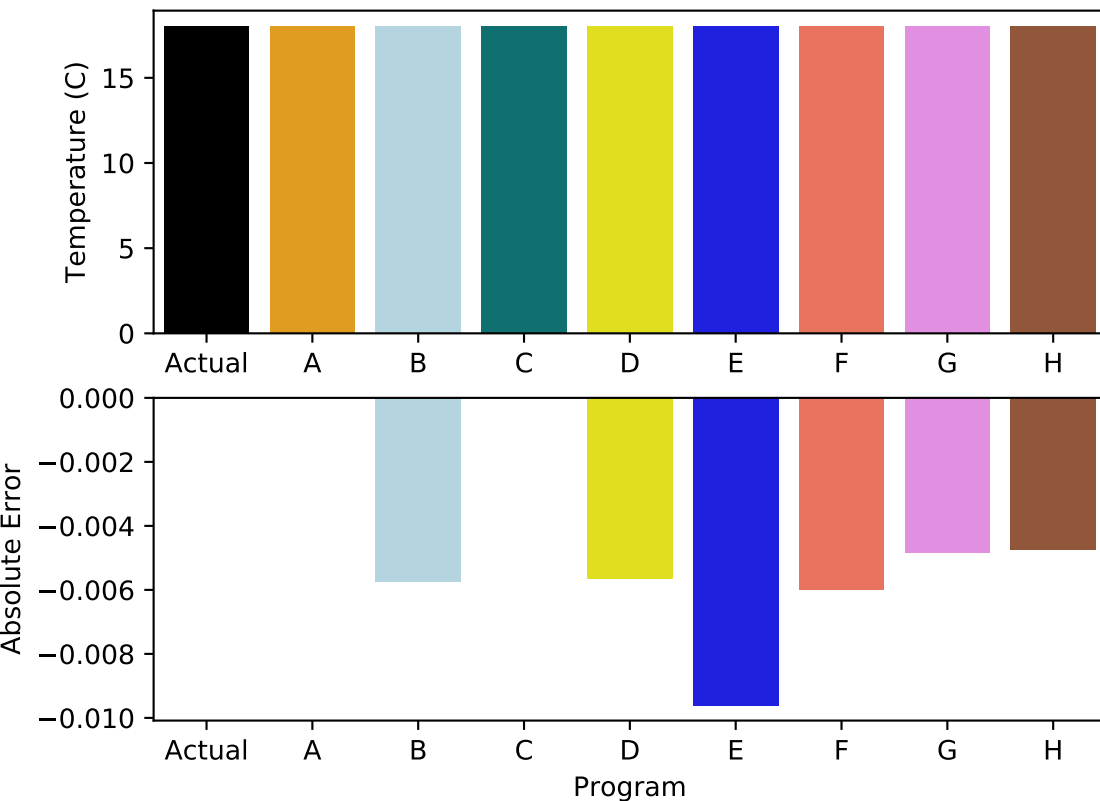 Temperature (C)
15
10
5
0
Actual A B C D E F G H
Absolute Error
0.000
−0.002
−0.004
−0.006
−0.008
−0.010
Actual A B C D E F G H
Program